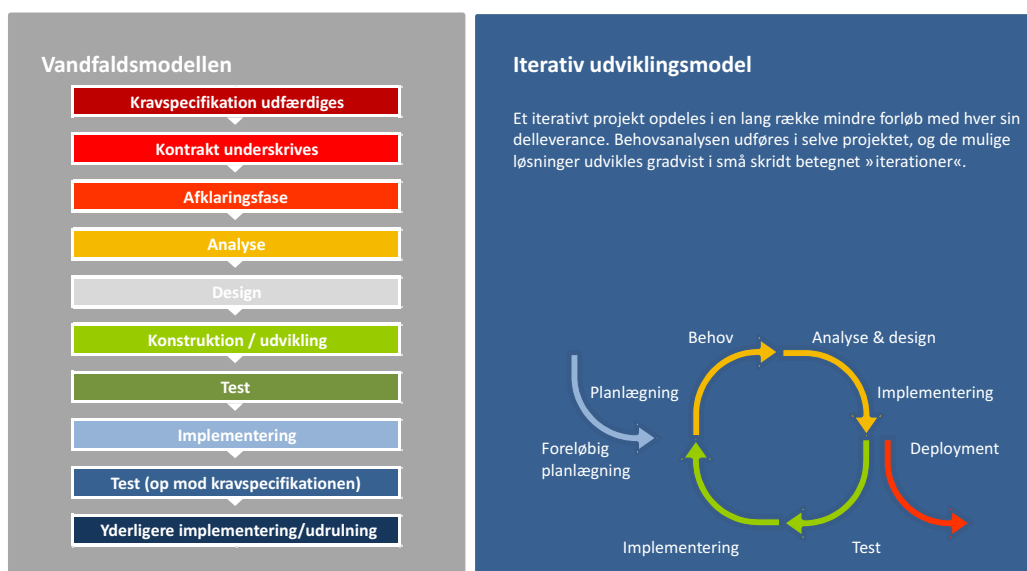 Vandfaldsmodellen
Kravspecifikation udfærdiges
Kontrakt underskrives
Afklaringsfase
Analyse
Design
Konstruktion / udvikling
Test
Implementering
Test (op mod kravspecifikationen)
Yderligere implementering/udrulning
Iterativ udviklingsmodel
Et iterativt projekt opdeles i en lang række mindre forløb med hver sin
delleverance. Behovsanalysen udføres i selve projektet, og de mulige
løsninger udvikles gradvist i små skridt betegnet »iterationer«.
Behov
Analyse & design
Planlægning
Implementering
Foreløbig
planlægning
Deployment
Implementering
Test